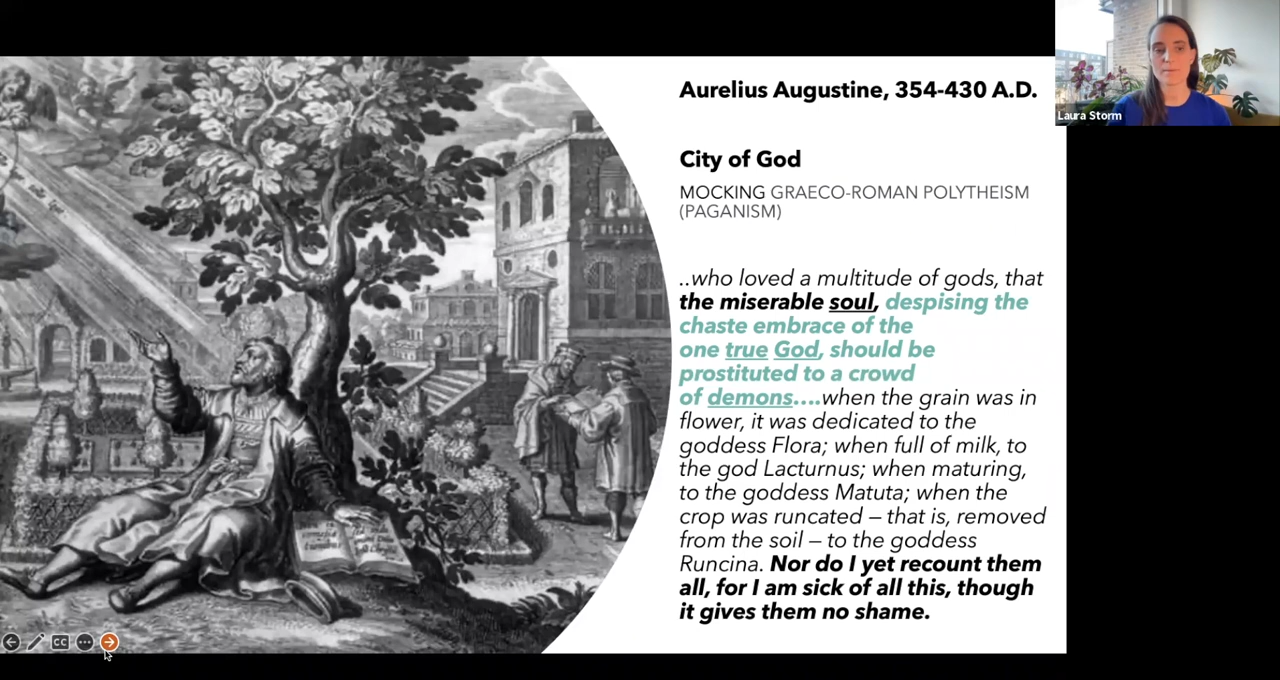 Aurelius Augustine, 354-430 A.D.
City of God
MOCKING GRAECO-ROMAN POLYTHEISM
(PAGANISM)
..who loved a multitude of gods, that
the miserable soul, despising the
chaste embrace of the
one true God, should be
prostituted to a crowd
of demons....when the grain was in
flower, it was dedicated to the
goddess Flora; when full of milk, to
the god Lacturnus; when maturing,
to the goddess Matuta; when the
crop was runcated – that is, removed
from the soil – to the goddess
Runcina. Nor do I yet recount them
all, for I am sick of all this, though
it gives them no shame.
Laura Storm
CC